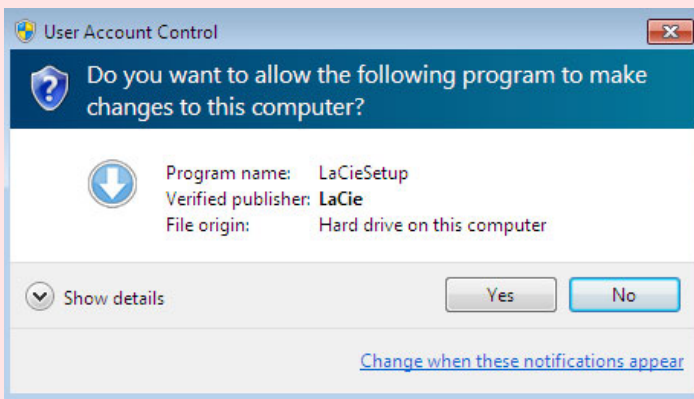 User Account Control
Do you want to allow the following program to make
changes to this computer?
Program name: LaCieSetup
Verified publisher: LaCie
File origin: Hard drive on this computer
Show details
Yes
No
Change when these notifications appear